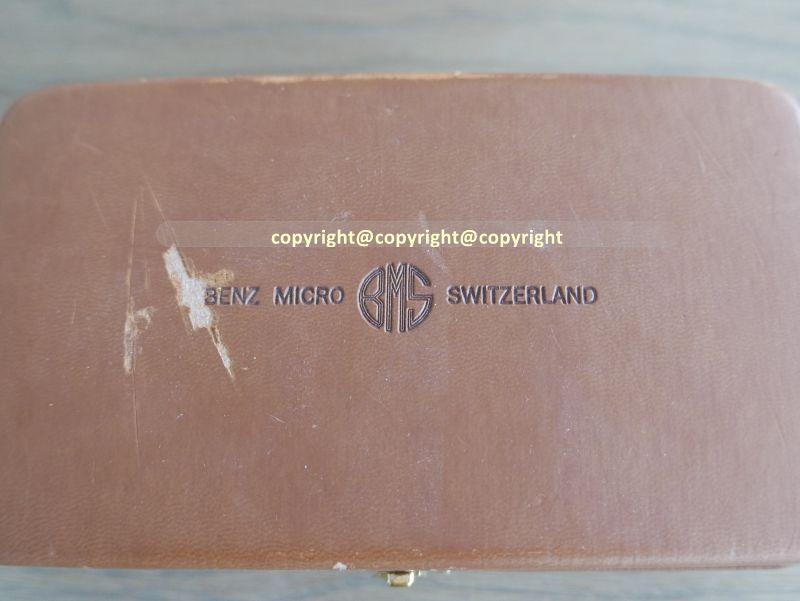 copyright@copyright@copyright
BENZ MICRO BMS SWITZERLAND